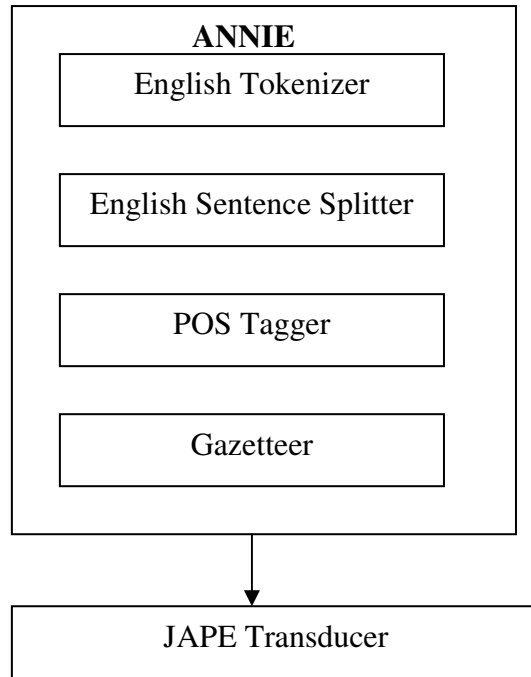 ANNIE
English Tokenizer
English Sentence Splitter
POS Tagger
Gazetteer
JAPE Transducer